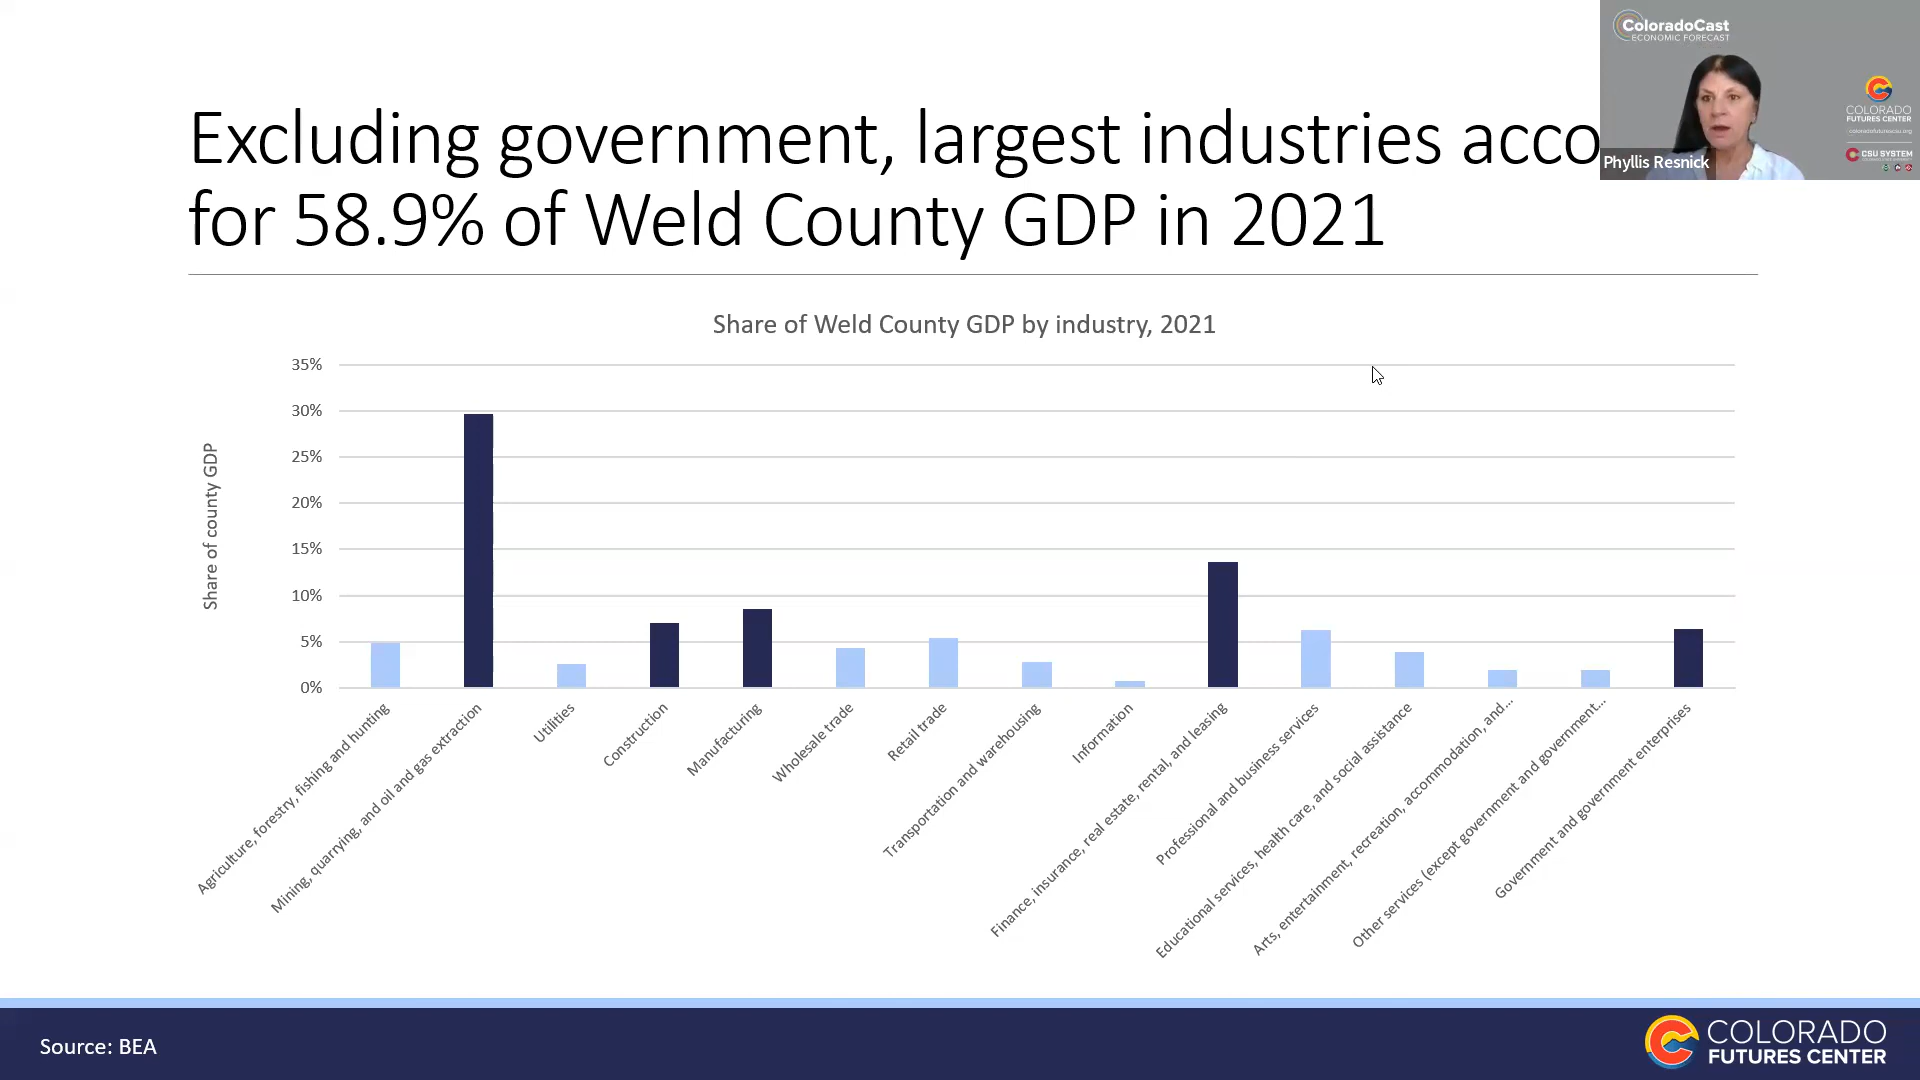 ColoradoCast
ECONOMIC FORECAST
COLORADO
FUTURES CENTER
coloradofuturescsu.org
CSU SYSTEM
Phyllis Resnick
Excluding government, largest industries acco
for 58.9% of Weld County GDP in 2021
Share of Weld County GDP by industry, 2021
Share of county GDP
35%
30%
25%
20%
15%
10%
5%
0%
Agriculture, forestry, fishing and hunting
Mining, quarrying, and oil and gas extraction
Utilities
Construction
Manufacturing
Wholesale trade
Retail trade
Transportation and warehousing
Information
Finance, insurance, real estate, rental, and leasing
Professional and business services
Educational services, health care, and social assistance
Arts, entertainment, recreation, accommodation, and...
Other services (except government and government...
Government and government enterprises
Source: BEA
COLORADO
FUTURES CENTER